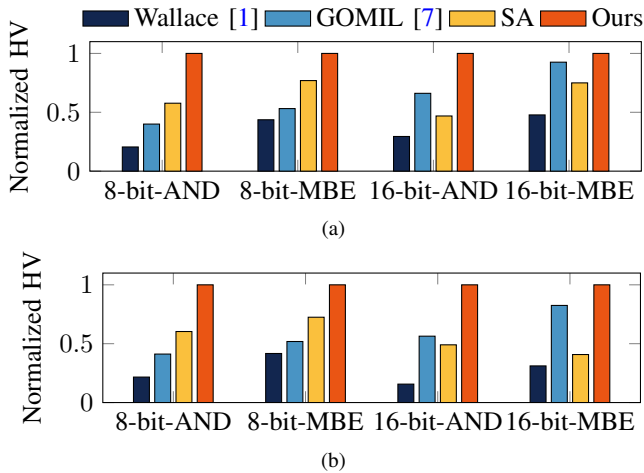 Wallace [1] GOMIL [7] SA Ours
Normalized HV
1
0.5
0
8-bit-AND 8-bit-MBE 16-bit-AND 16-bit-MBE
(a)
Normalized HV
1
0.5
0
8-bit-AND 8-bit-MBE 16-bit-AND 16-bit-MBE
(b)